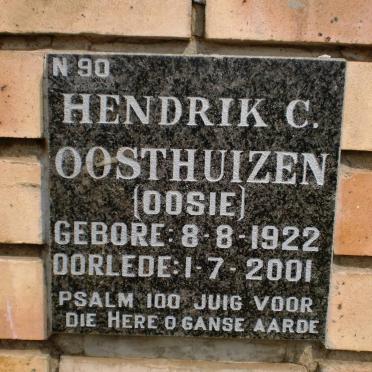 N 90
HENDRIK C.
OOSTHUIZEN
(OOSIE)
GEBORE: 8-8-1922
OORLEDE: 1-7-2001
PSALM 100 JUIG VOOR
DIE HERE O GANSE AARDE